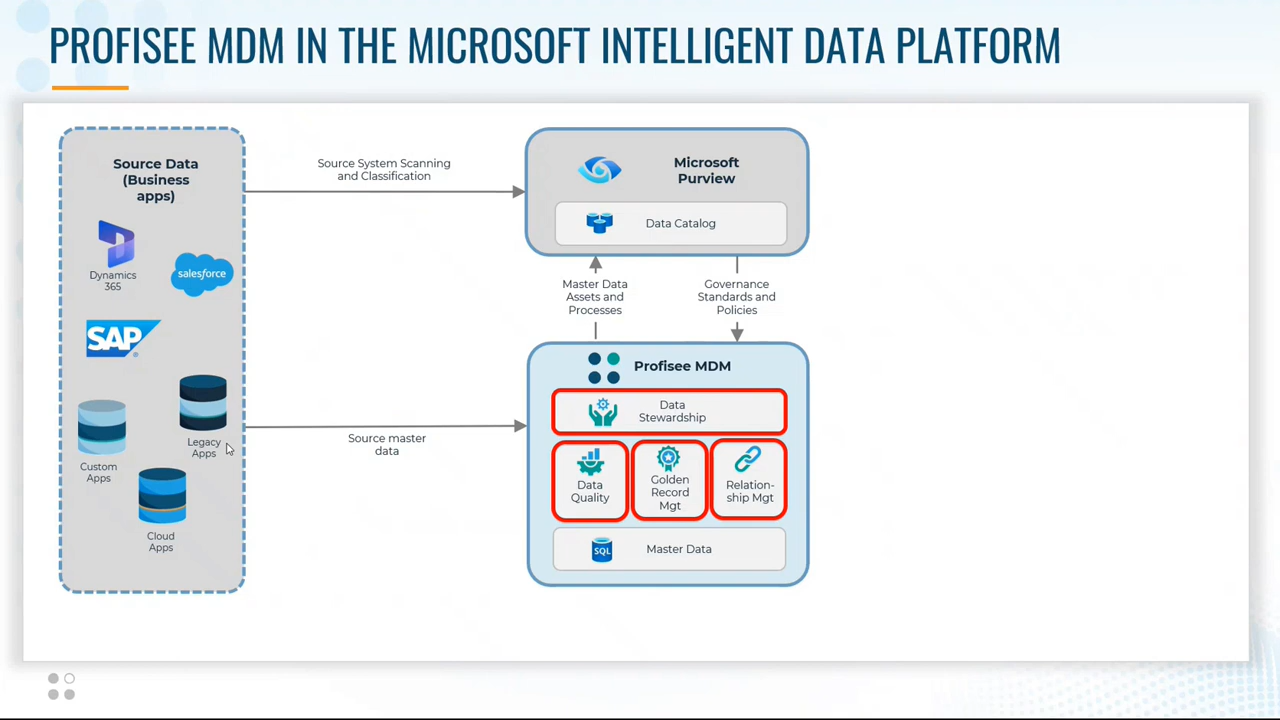 PROFISEE MDM IN THE MICROSOFT INTELLIGENT DATA PLATFORM
Source Data
(Business
apps)
Dynamics
365
salesforce
SAP
Legacy
Apps
Custom
Apps
Cloud
Apps
Source System Scanning
and Classification
Source master
data
Microsoft
Purview
Data Catalog
Master Data
Assets and
Processes
Governance
Standards and
Policies
Profisee MDM
Data
Stewardship
Data
Quality
Golden
Record
Mgt
Relation-
ship Mgt
SQL
Master Data